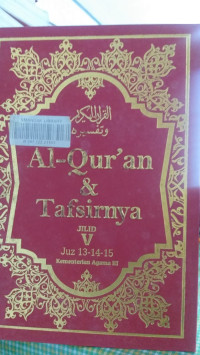 القرآن الكريم
وتفسيره
Al-Qur'an
&
Tafsirnya
JILID
V
Juz 13-14-15
Kementerian Agama RI